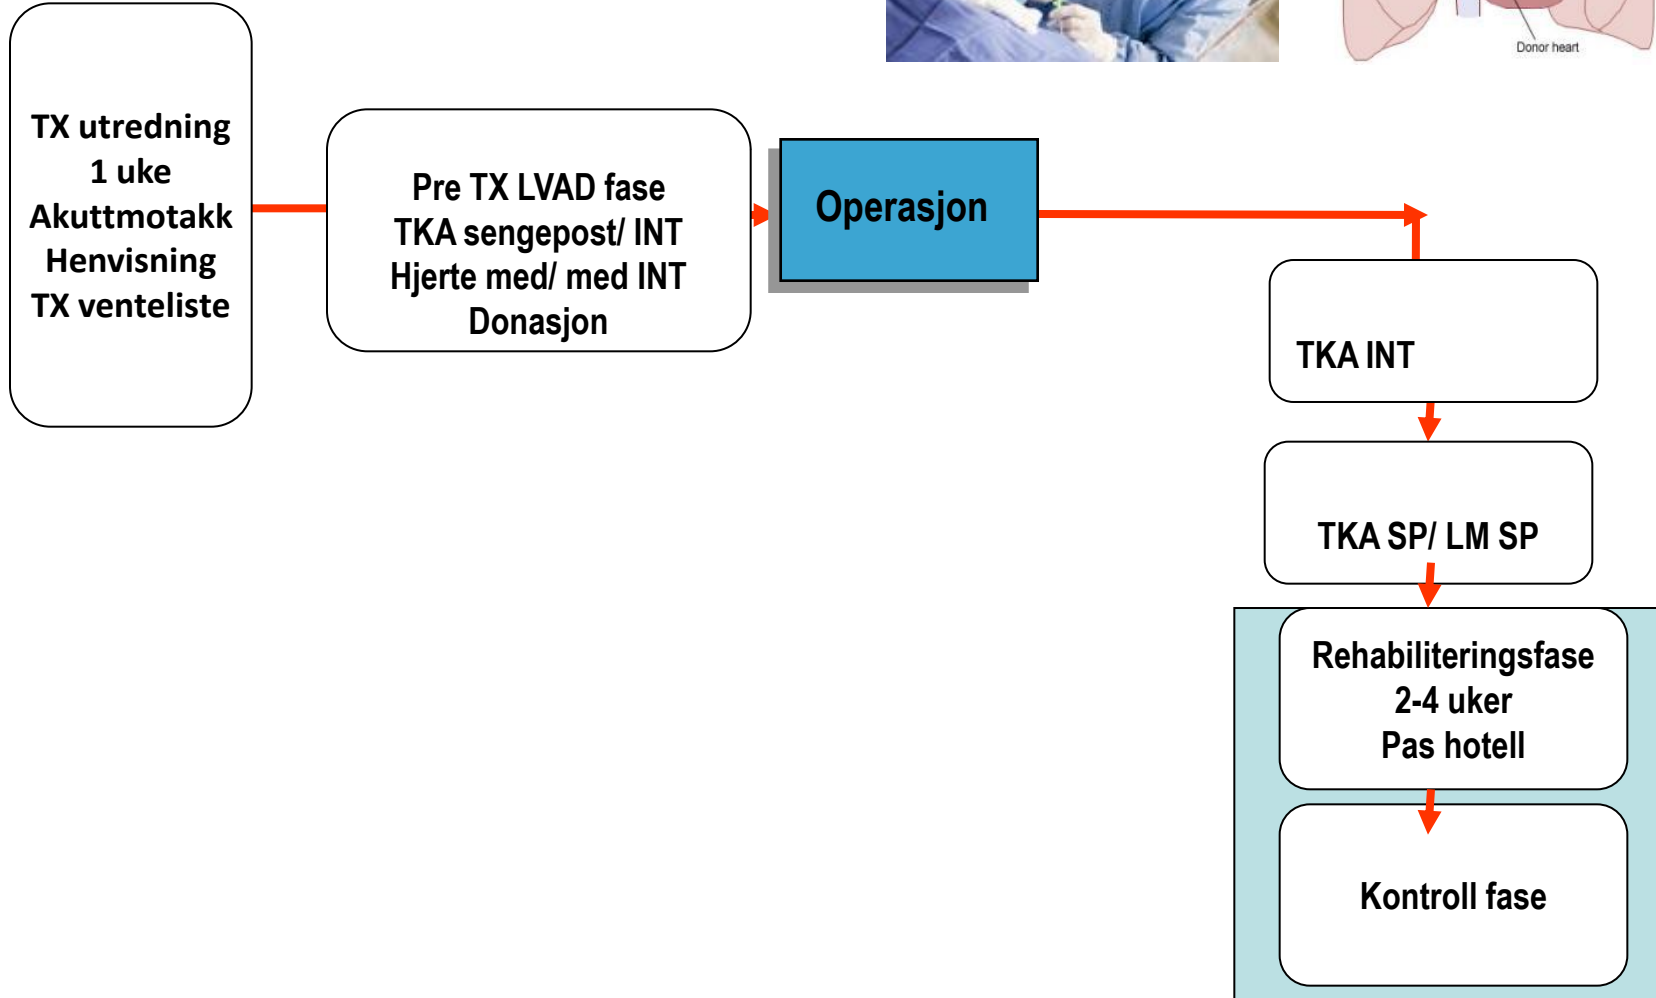 Donor heart
TX utredning
1 uke
Akuttmotakk
Henvisning
TX venteliste
Pre TX LVAD fase
TKA sengepost/ INT
Hjerte med/ med INT
Donasjon
Operasjon
TKA INT
TKA SP/ LM SP
Rehabiliteringsfase
2-4 uker
Pas hotell
Kontroll fase